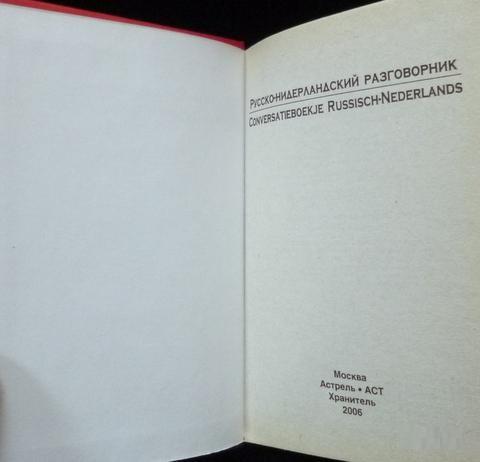 Русско-нидерландский разговорник
Conversatieboekje Russisch-Nederlands
Москва
Астрель • АСТ
Хранитель
2006